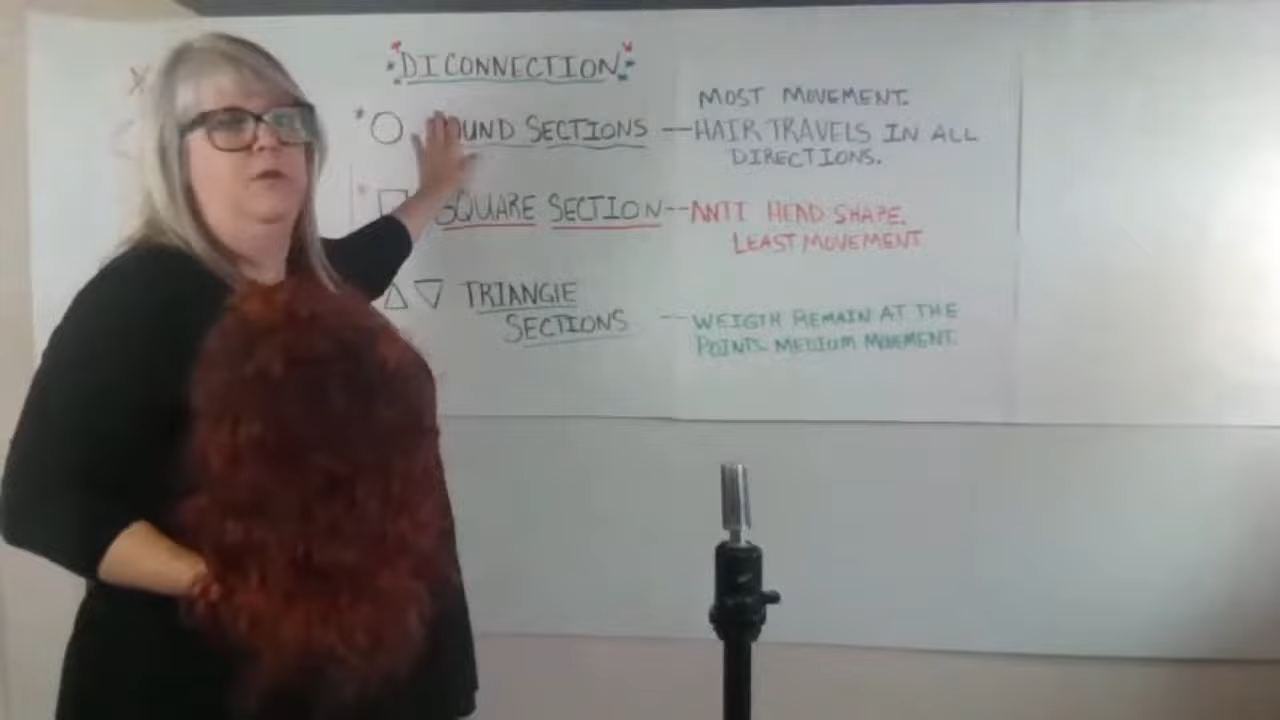 DICONNECTION
OUND SECTIONS — MOST MOVEMENT.
HAIR TRAVELS IN ALL
DIRECTIONS.
SQUARE SECTION -- ANTI HEAD SHAPE.
LEAST MOVEMENT
TRIANGIE
SECTIONS -- WEIGTH REMAIN AT THE
POINTS MEDIUM MOVEMENT.